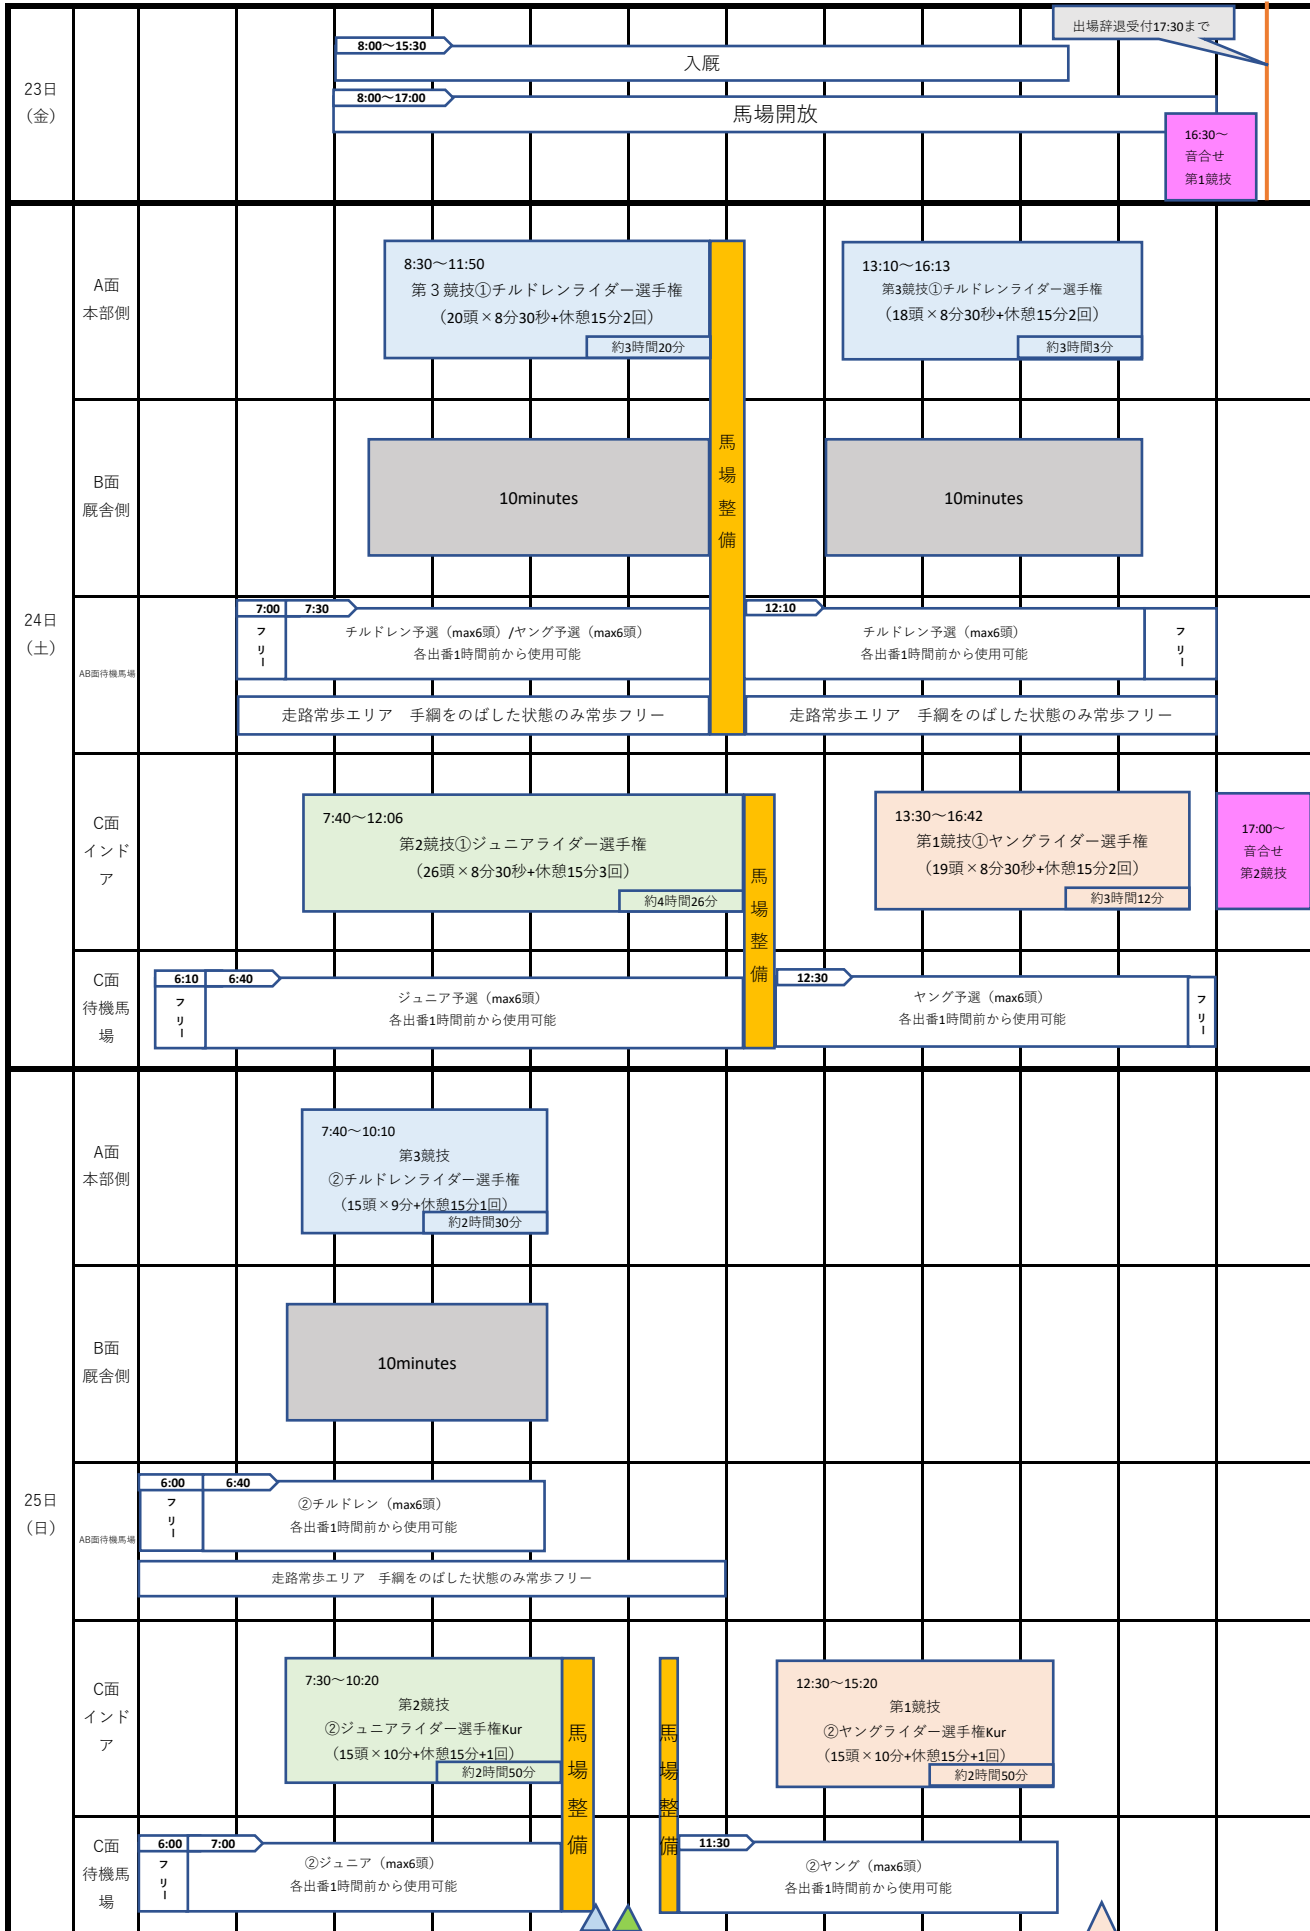 出場辞退受付17:30まで
8:00～15:30
入厩
23日
（金）
8:00～17:00
馬場開放
16:30～
音合せ
第1競技
24日
（土）
A面
本部側
8:30～11:50
第３競技①チルドレンライダー選手権
（20頭×8分30秒+休憩15分2回）
約3時間20分
13:10～16:13
第3競技①チルドレンライダー選手権
（18頭×8分30秒+休憩15分2回）
約3時間3分
馬
場
整
備
B面
厩舎側
10minutes
10minutes
AB面待機馬場
7:00
7:30
フ
リ
ー
チルドレン予選（max6頭）/ヤング予選（max6頭）
各出番1時間前から使用可能
12:10
チルドレン予選（max6頭）
各出番1時間前から使用可能
フ
リ
ー
走路常歩エリア　手綱をのばした状態のみ常歩フリー
走路常歩エリア　手綱をのばした状態のみ常歩フリー
C面
インド
ア
7:40～12:06
第2競技①ジュニアライダー選手権
（26頭×8分30秒+休憩15分3回）
約4時間26分
馬
場
整
備
13:30～16:42
第1競技①ヤングライダー選手権
（19頭×8分30秒+休憩15分2回）
約3時間12分
17:00～
音合せ
第2競技
C面
待機馬
場
6:10
6:40
フ
リ
ー
ジュニア予選（max6頭）
各出番1時間前から使用可能
12:30
ヤング予選（max6頭）
各出番1時間前から使用可能
フ
リ
ー
25日
（日）
A面
本部側
7:40～10:10
第3競技
②チルドレンライダー選手権
（15頭×9分+休憩15分1回）
約2時間30分
B面
厩舎側
10minutes
AB面待機馬場
6:00
6:40
フ
リ
ー
②チルドレン（max6頭）
各出番1時間前から使用可能
走路常歩エリア　手綱をのばした状態のみ常歩フリー
C面
インド
ア
7:30～10:20
第2競技
②ジュニアライダー選手権Kur
（15頭×10分+休憩15分+1回）
約2時間50分
馬
場
整
備
馬
場
整
備
12:30～15:20
第1競技
②ヤングライダー選手権Kur
（15頭×10分+休憩15分+1回）
約2時間50分
C面
待機馬
場
6:00
7:00
フ
リ
ー
②ジュニア（max6頭）
各出番1時間前から使用可能
11:30
②ヤング（max6頭）
各出番1時間前から使用可能